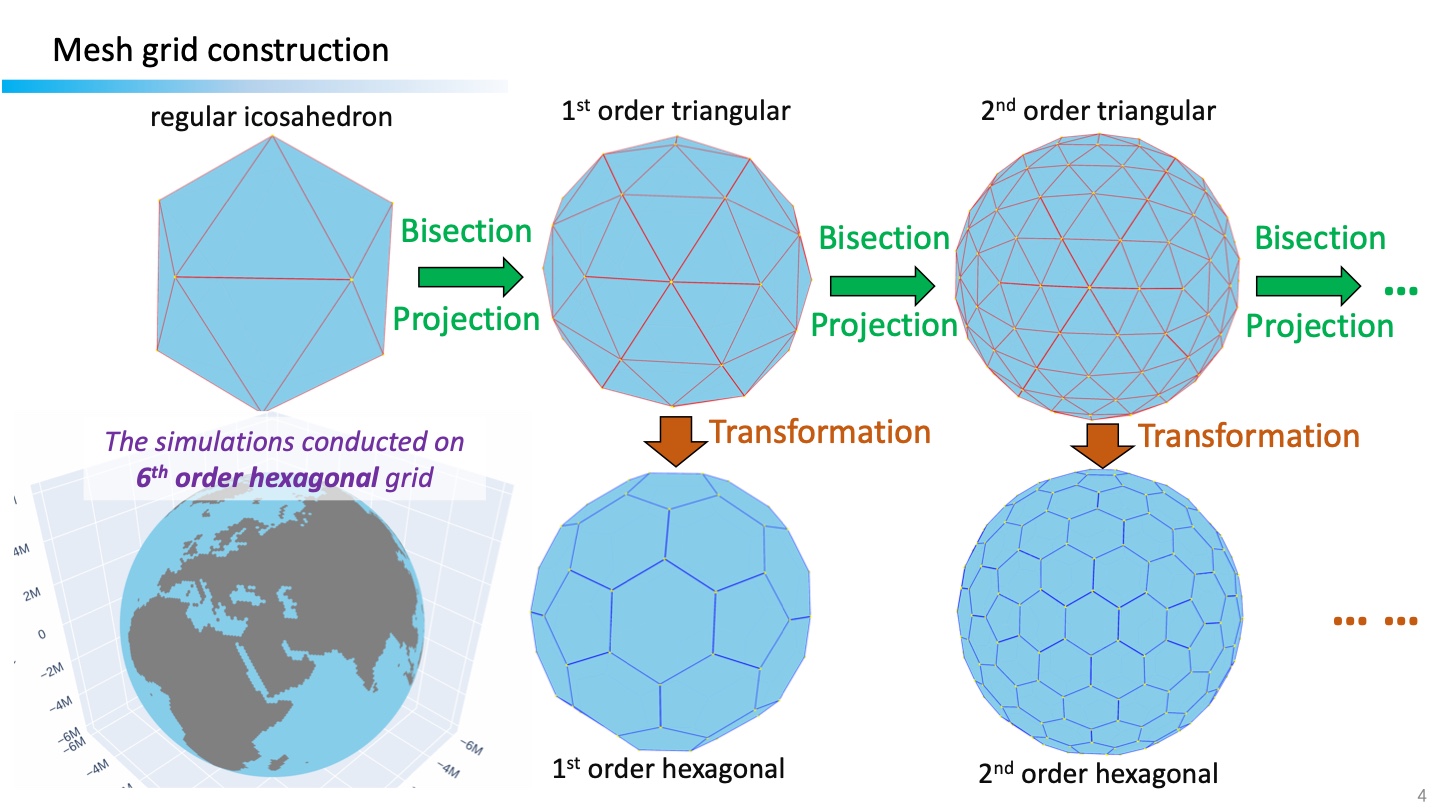 Mesh grid construction
regular icosahedron
1st order triangular
2nd order triangular
Bisection
Projection
Bisection
Projection
Bisection
Projection
...
Transformation
Transformation
The simulations conducted on
6th order hexagonal grid
4M
2M
0
−2M
−4M
−6M
−6M
−4M
−6M
−4M
... ...
1st order hexagonal
2nd order hexagonal
4